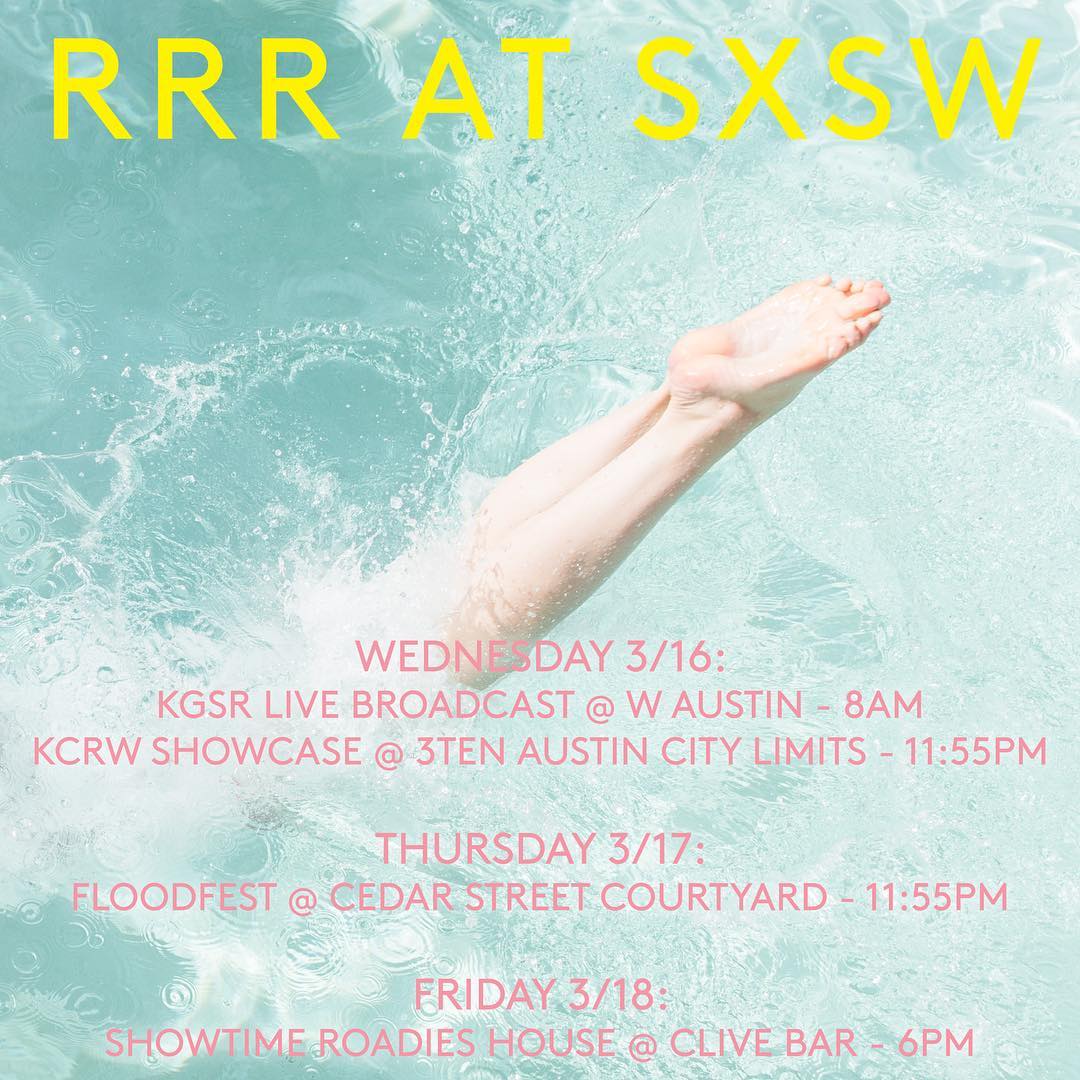 RRR AT SXSW
WEDNESDAY 3/16:
KGSR LIVE BROADCAST @ W AUSTIN - 8AM
KCRW SHOWCASE @ 3TEN AUSTIN CITY LIMITS - 11:55PM
THURSDAY 3/17:
FLOODFEST @ CEDAR STREET COURTYARD - 11:55PM
FRIDAY 3/18:
SHOWTIME ROADIES HOUSE @ CLIVE BAR - 6PM